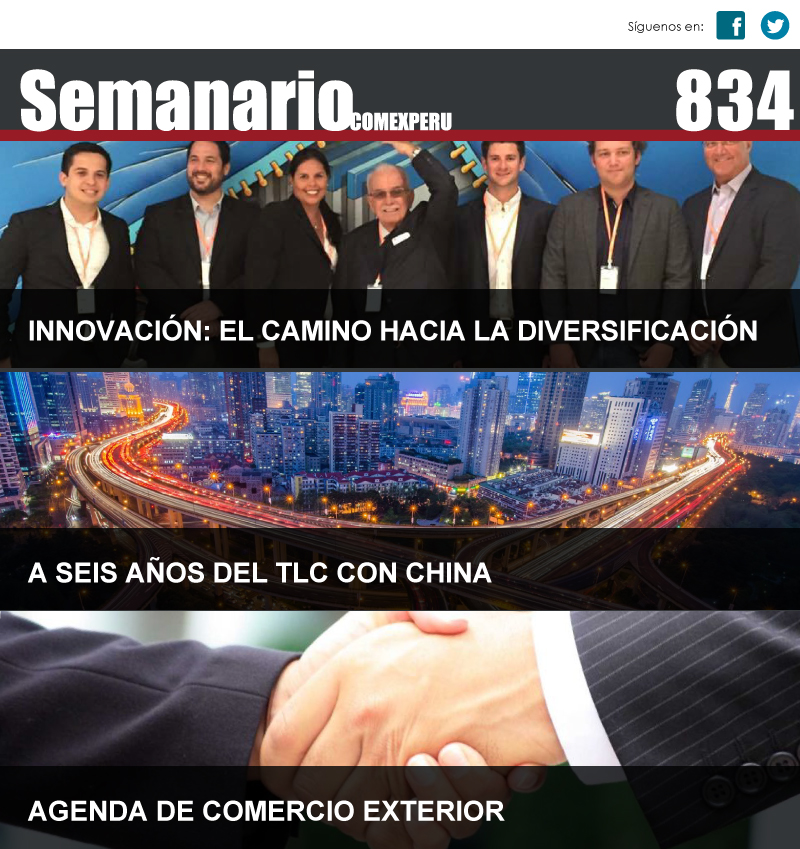 Síguenos en:
Semanario COMEXPERU 834
INNOVACIÓN: EL CAMINO HACIA LA DIVERSIFICACIÓN
A SEIS AÑOS DEL TLC CON CHINA
AGENDA DE COMERCIO EXTERIOR